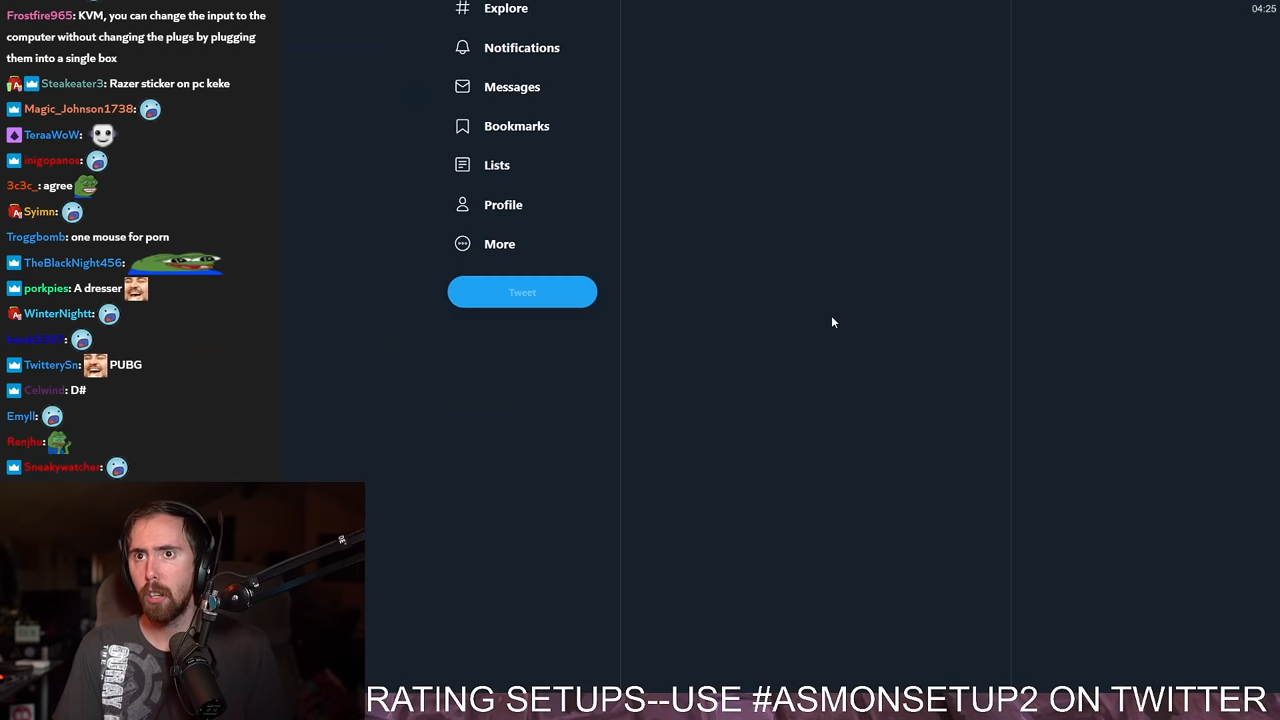 Frostfire965: KVM, you can change the input to the
computer without changing the plugs by plugging
them into a single box
Steakeater3: Razer sticker on pc keke
Magic_Johnson1738:
TeraaWoW:
inigopanos:
3c3c_: agree
Syimn:
Troggbomb: one mouse for porn
TheBlackNight456:
porkpies: A dresser
WinterNightt:
TwitterySn: PUBG
Celwind: D#
Emyll:
Renjhu:
Sneakywatcher:
Explore
Notifications
Messages
Bookmarks
Lists
Profile
More
Tweet
04:25
RATING SETUPS--USE #ASMONSETUP2 ON TWITTER